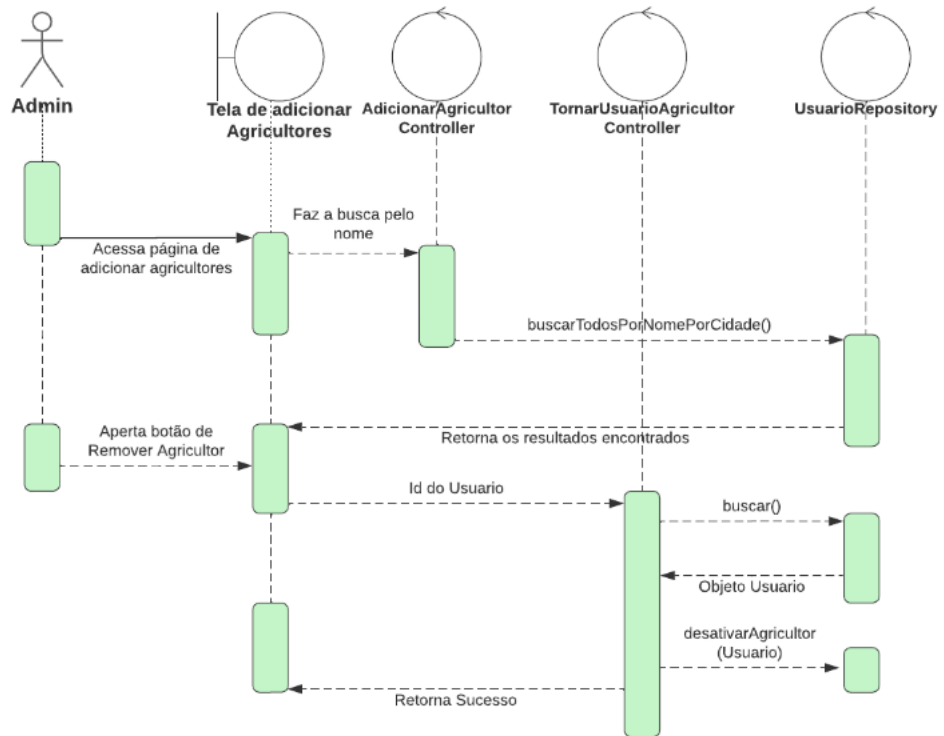 Admin
Tela de adicionar
Agricultores
AdicionarAgricultor
Controller
TornarUsuarioAgricultor
Controller
UsuarioRepository
Faz a busca pelo
nome
Acessa página de
adicionar agricultores
buscarTodosPorNomePorCidade()
Aperta botão de
Remover Agricultor
Retorna os resultados encontrados
Id do Usuario
buscar()
Objeto Usuario
desativarAgricultor
(Usuario)
Retorna Sucesso